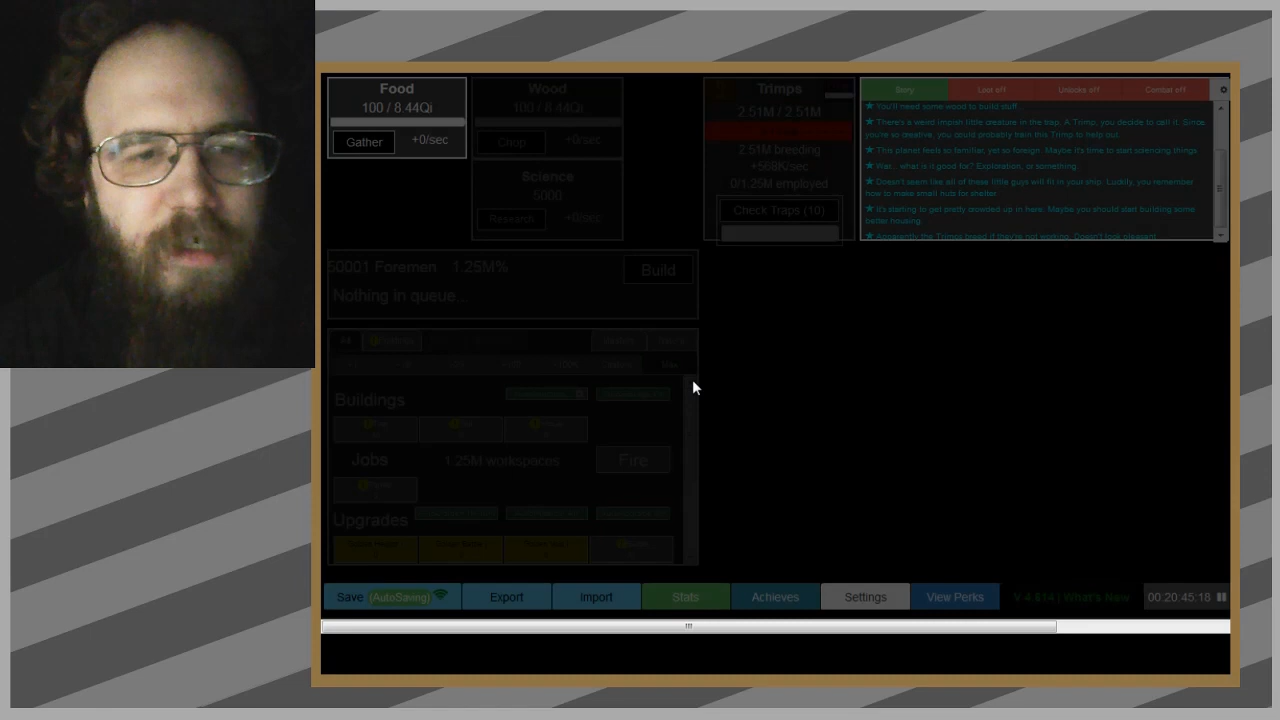 Food
100 / 8.44Qi
Gather
+0/sec
Wood
100 / 8.44Qi
Chop
+0/sec
Science
5000
Research
+0/sec
Trimps
2.51M / 2.51M
2.51M breeding
+568K/sec
0/1.25M employed
Check Traps (10)
Story
Loot off
Unlocks off
Combat off
You'll need some wood to build stuff.
There's a weird impish little creature in the trap. A Trimp, you decide to call it. Since
you're so creative, you could probably train this Trimp to help out.
This planet feels so familiar, yet so foreign. Maybe it's time to start sciencing things.
War... what is it good for? Exploration, or something.
Doesn't seem like all of these little guys will fit in your ship. Luckily, you remember
how to make small huts for shelter
It's starting to get pretty crowded up in here. Maybe you should start building some
better housing.
Apparently the Trimps breed if they're not working. Doesn't look pleasant.
50001 Foremen 1.25M%
Build
Nothing in queue...
Buildings
Jobs
1.25M workspaces
Fire
Upgrades
Save (AutoSaving)
Export
Import
Stats
Achieves
Settings
View Perks
What's New
00:20:45:18